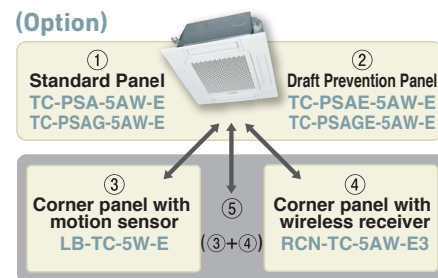 (Option)
①
Standard Panel
TC-PSA-5AW-E
TC-PSAG-5AW-E
②
Draft Prevention Panel
TC-PSAE-5AW-E
TC-PSAGE-5AW-E
③
Corner panel with
motion sensor
LB-TC-5W-E
⑤
(③+④)
④
Corner panel with
wireless receiver
RCN-TC-5AW-E3